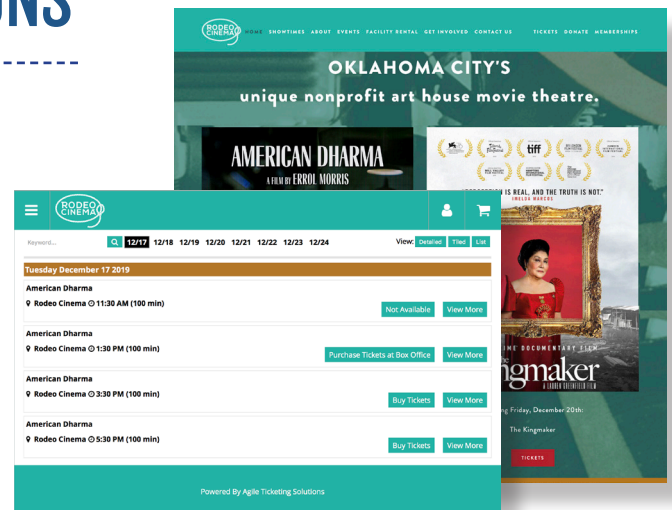 ONS
RODEO
CINEMA
HOME SHOWTIMES ABOUT EVENTS FACILITY RENTAL GET INVOLVED CONTACT US TICKETS DONATE MEMBERSHIPS
OKLAHOMA CITY'S
unique nonprofit art house movie theatre.
AMERICAN DHARMA
A FILM BY ERROL MORRIS
tiff
IS REAL, AND THE TRUTH IS NOT."
IMELDA MARCOS
ngmaker
A LAUREN GREENFIELD FILM
ng Friday, December 20th:
The Kingmaker
TICKETS
RODEO
CINEMA
Keyword... 12/17 12/18 12/19 12/20 12/21 12/22 12/23 12/24 View: Detailed Tiled List
Tuesday December 17 2019
American Dharma
Rodeo Cinema 11:30 AM (100 min)
Not Available View More
American Dharma
Rodeo Cinema 1:30 PM (100 min)
Purchase Tickets at Box Office View More
American Dharma
Rodeo Cinema 3:30 PM (100 min)
Buy Tickets View More
American Dharma
Rodeo Cinema 5:30 PM (100 min)
Buy Tickets View More
Powered By Agile Ticketing Solutions